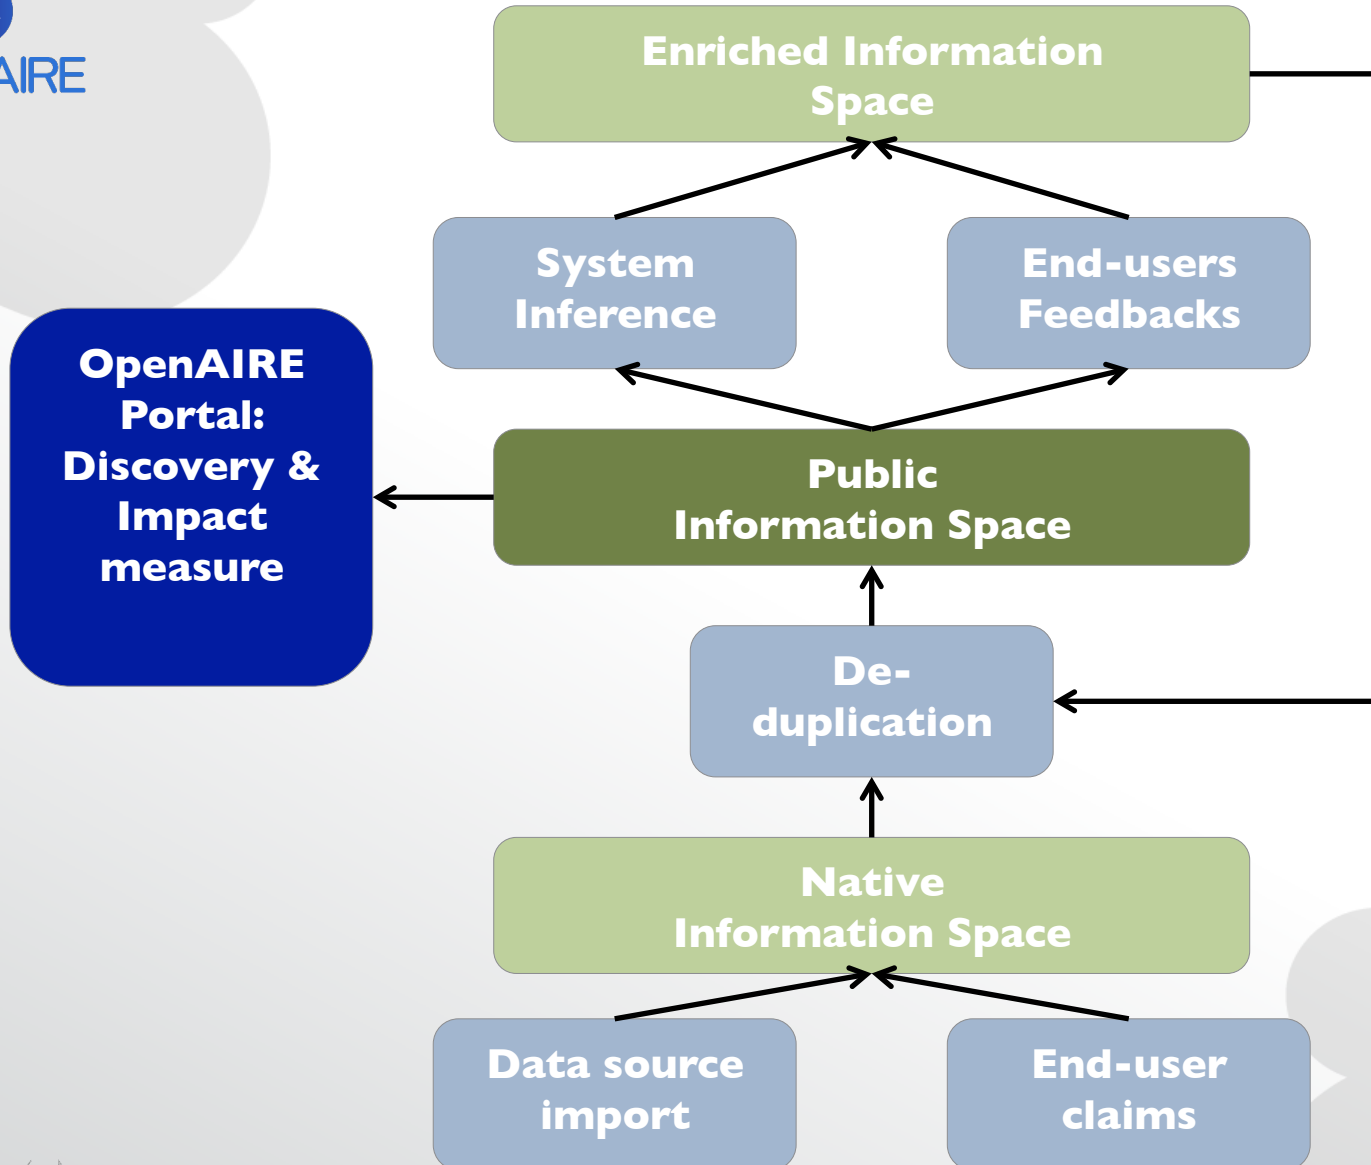 AIRE
Enriched Information
Space
System
Inference
End-users
Feedbacks
OpenAIRE
Portal:
Discovery &
Impact
measure
Public
Information Space
De-
duplication
Native
Information Space
Data source
import
End-user
claims